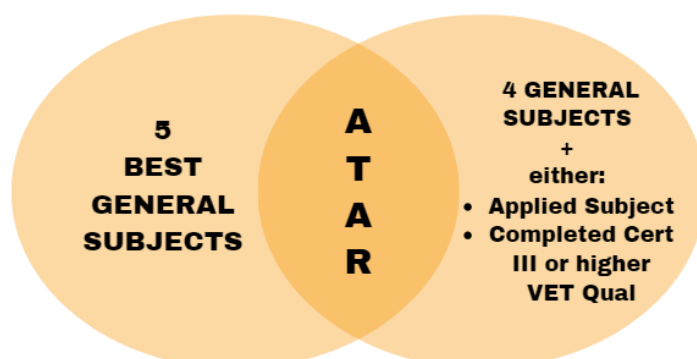 5
BEST
GENERAL
SUBJECTS
A
T
A
R
4 GENERAL
SUBJECTS
+
either:
• Applied Subject
• Completed Cert
III or higher
VET Qual